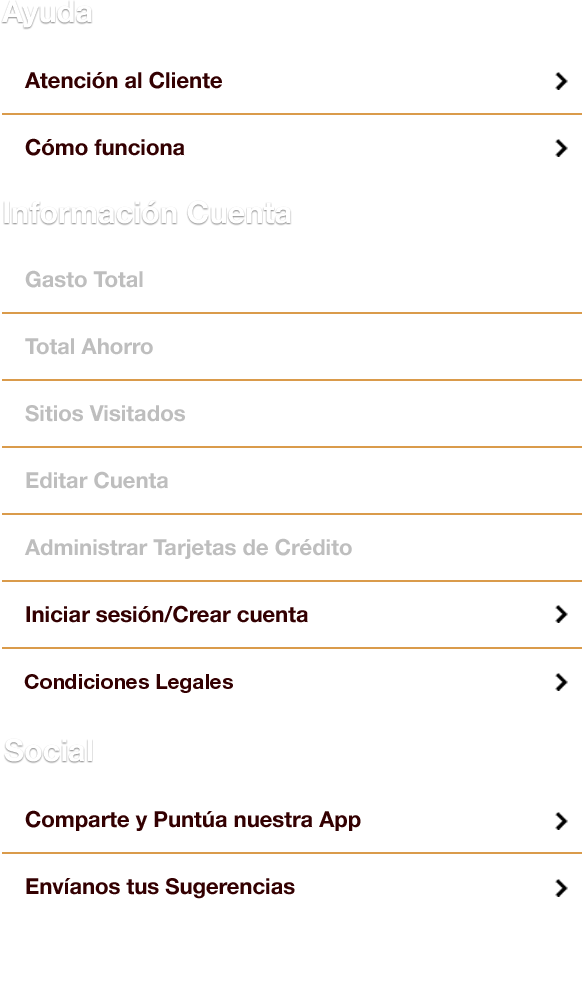 Ayuda
Atención al Cliente
Cómo funciona
Información Cuenta
Gasto Total
Total Ahorro
Sitios Visitados
Editar Cuenta
Administrar Tarjetas de Crédito
Iniciar sesión/Crear cuenta
Condiciones Legales
Social
Comparte y Puntúa nuestra App
Envíanos tus Sugerencias